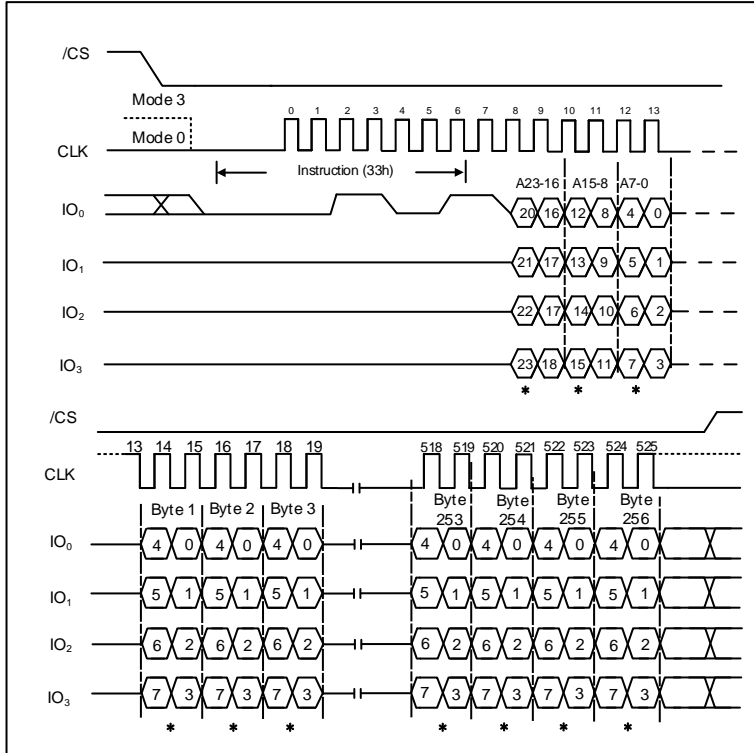 /CS
Mode 3
Mode 0
CLK
0 1 2 3 4 5 6 7 8 9 10 11 12 13
Instruction (33h)
A23-16 A15-8 A7-0
IO0 20 16 12 8 4 0
IO1 21 17 13 9 5 1
IO2 22 17 14 10 6 2
IO3 23 18 15 11 7 3
* * *
/CS
13 14 15 16 17 18 19 518 519 520 521 522 523 524 525
CLK
Byte 1 Byte 2 Byte 3 Byte 253 Byte 254 Byte 255 Byte 256
IO0 4 0 4 0 4 0 4 0 4 0 4 0 4 0
IO1 5 1 5 1 5 1 5 1 5 1 5 1 5 1
IO2 6 2 6 2 6 2 6 2 6 2 6 2 6 2
IO3 7 3 7 3 7 3 7 3 7 3 7 3 7 3
* * * * * * *